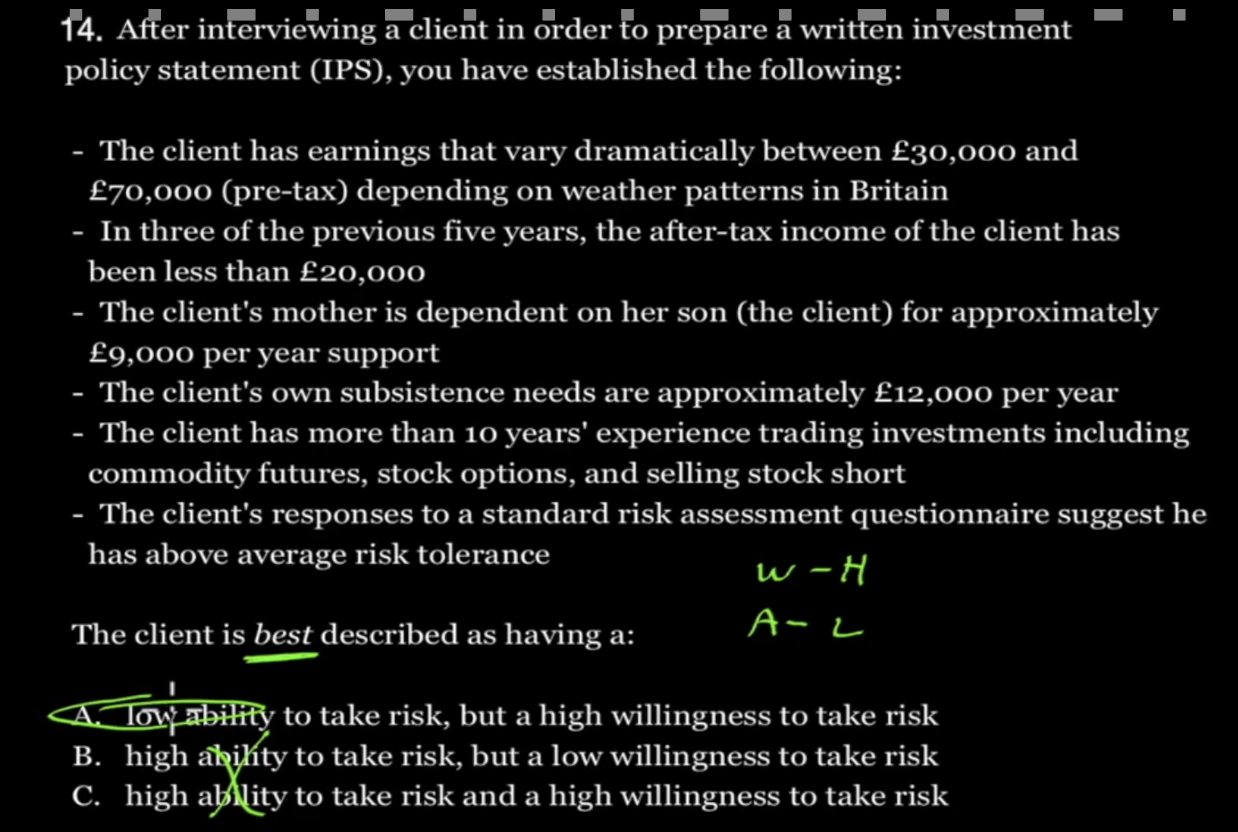 14. After interviewing a client in order to prepare a written investment
policy statement (IPS), you have established the following:
- The client has earnings that vary dramatically between £30,000 and
£70,000 (pre-tax) depending on weather patterns in Britain
- In three of the previous five years, the after-tax income of the client has
been less than £20,000
- The client's mother is dependent on her son (the client) for approximately
£9,000 per year support
- The client's own subsistence needs are approximately £12,000 per year
- The client has more than 10 years' experience trading investments including
commodity futures, stock options, and selling stock short
- The client's responses to a standard risk assessment questionnaire suggest he
has above average risk tolerance
W - H
A - L
The client is best described as having a:
A. low ability to take risk, but a high willingness to take risk
B. high ability to take risk, but a low willingness to take risk
C. high ability to take risk and a high willingness to take risk